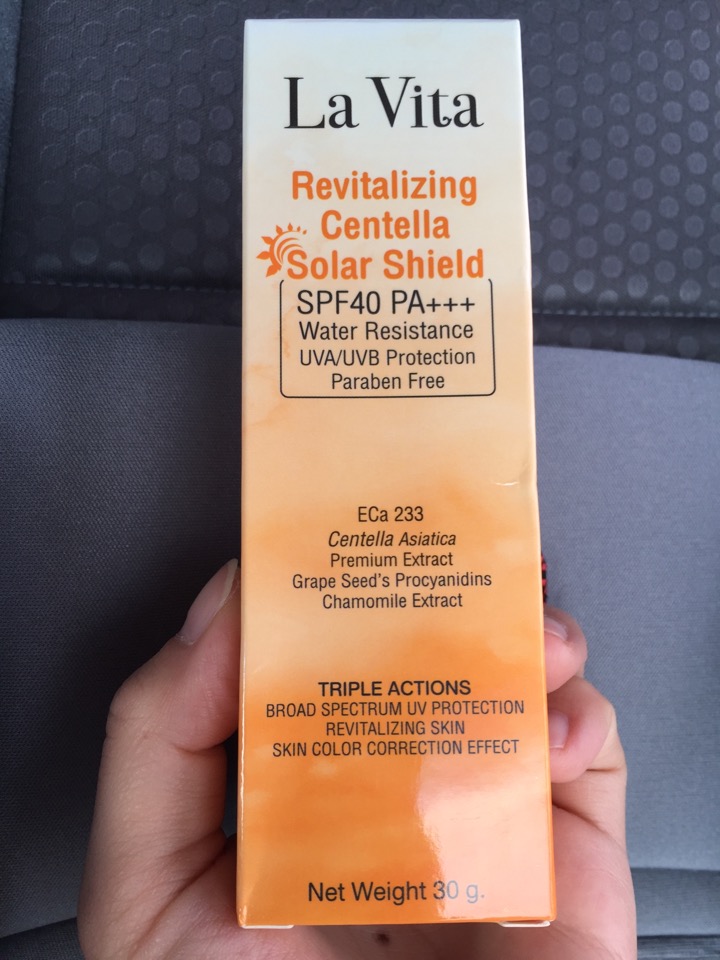 La Vita
Revitalizing
Centella
Solar Shield
SPF40 PA+++
Water Resistance
UVA/UVB Protection
Paraben Free
ECa 233
Centella Asiatica
Premium Extract
Grape Seed's Procyanidins
Chamomile Extract
TRIPLE ACTIONS
BROAD SPECTRUM UV PROTECTION
REVITALIZING SKIN
SKIN COLOR CORRECTION EFFECT
Net Weight 30 g.